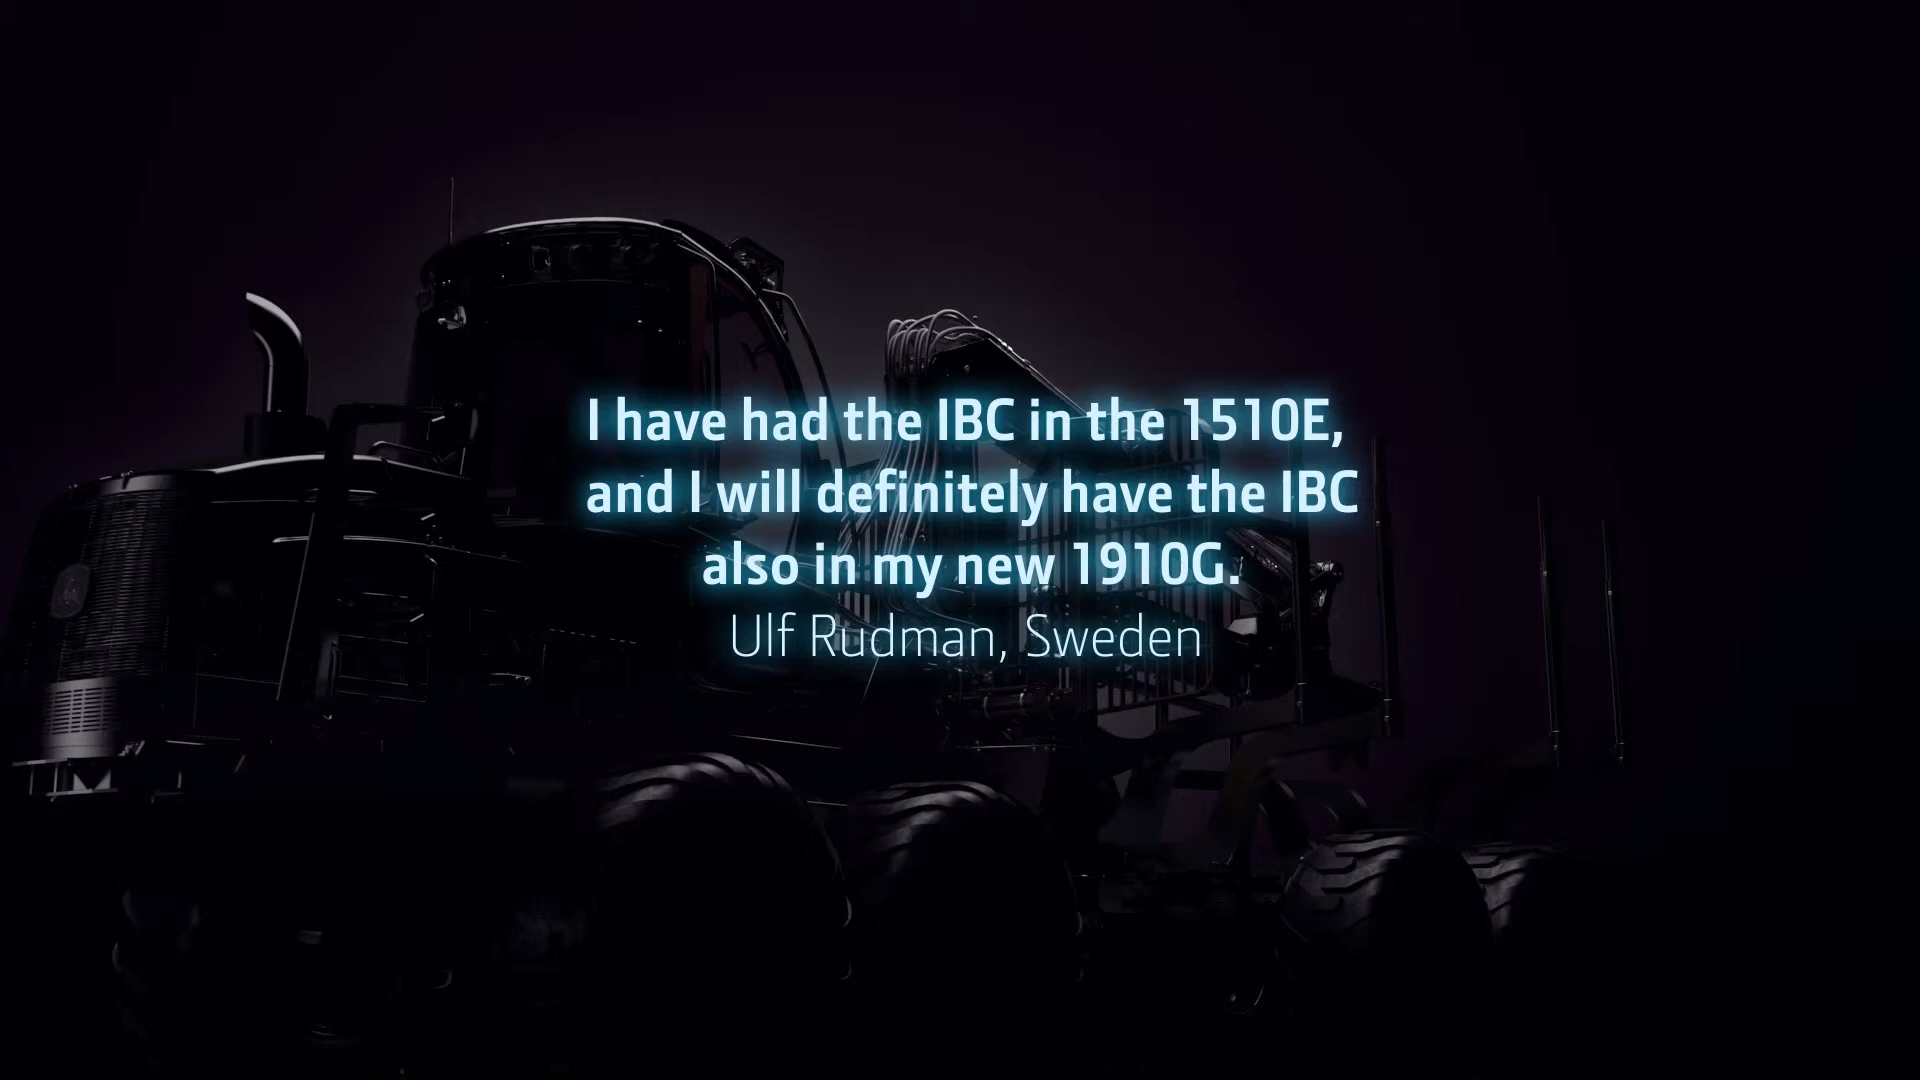 I have had the IBC in the 1510E,
and I will definitely have the IBC
also in my new 1910G.
Ulf Rudman, Sweden